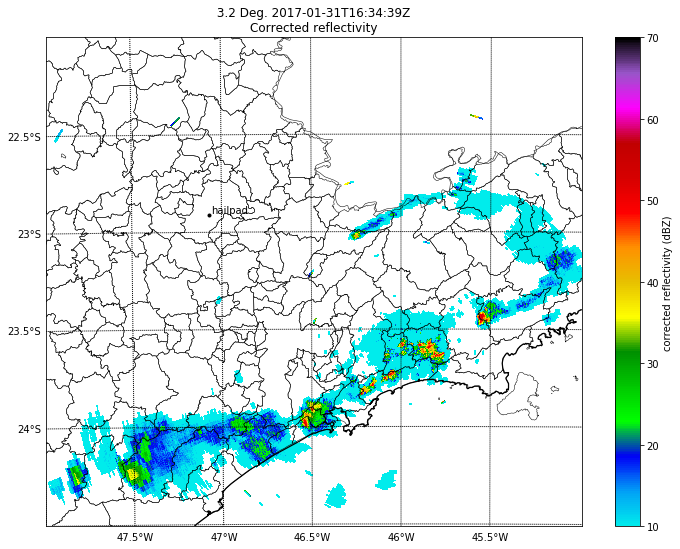 3.2 Deg. 2017-01-31T16:34:39Z
Corrected reflectivity
70
60
50
40
30
20
10
corrected reflectivity (dBZ)
22.5°S
23°S
23.5°S
24°S
hailpad
47.5°W
47°W
46.5°W
46°W
45.5°W